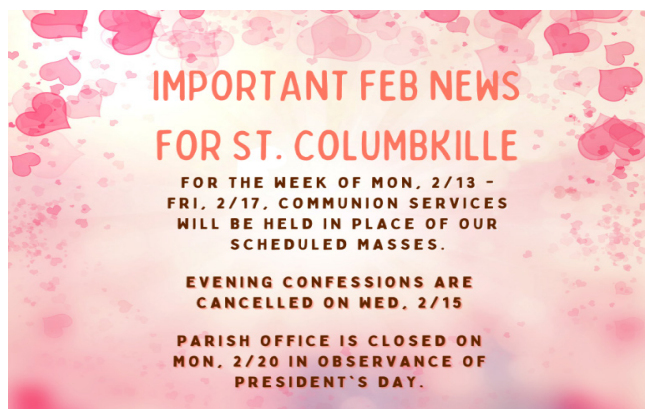 IMPORTANT FEB NEWS
FOR ST. COLUMBKILLE
FOR THE WEEK OF MON, 2/13 -
FRI, 2/17, COMMUNION SERVICES
WILL BE HELD IN PLACE OF OUR
SCHEDULED MASSES.
EVENING CONFESSIONS ARE
CANCELLED ON WED, 2/15
PARISH OFFICE IS CLOSED ON
MON, 2/20 IN OBSERVANCE OF
PRESIDENT`S DAY.